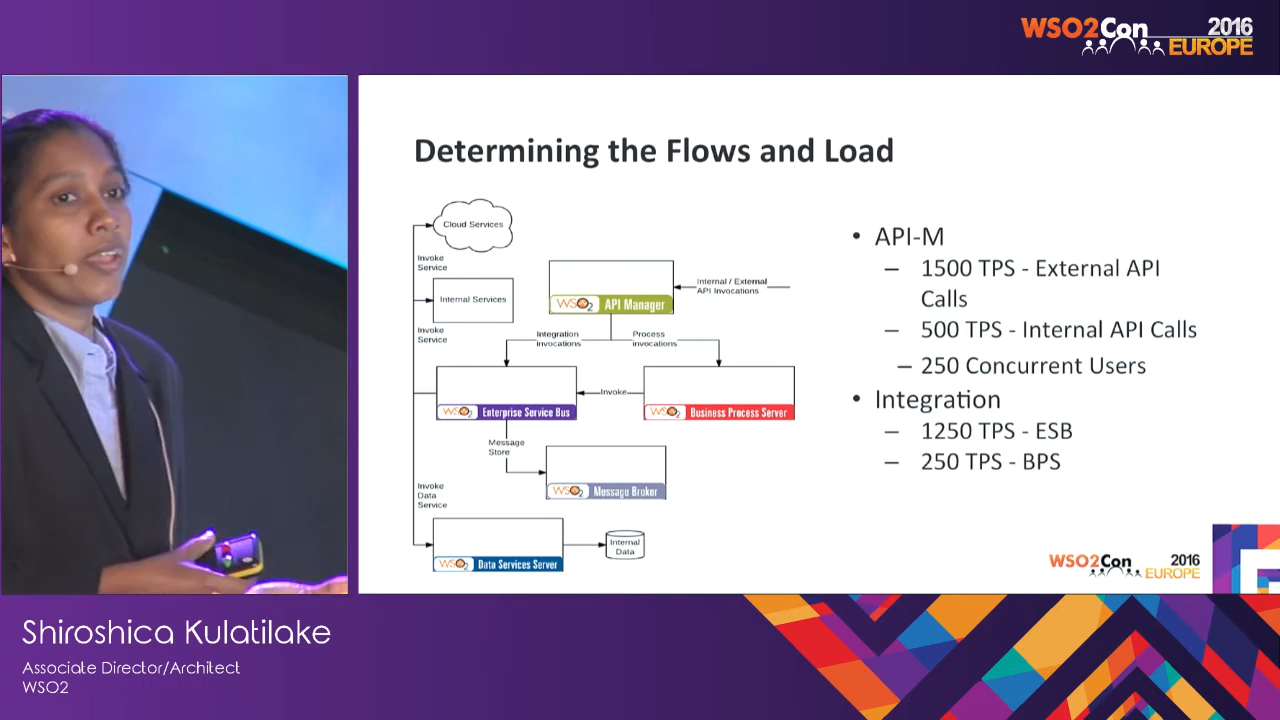 WSO2Con 2016
EUROPE
Determining the Flows and Load
Cloud Services
Invoke
Service
Internal Services
Invoke
Service
WSO2 API Manager
Internal / External
API Invocations
Integration
invocations
Process
invocations
WSO2 Enterprise Service Bus
Invoke
WSO2 Business Process Server
Message
Store
WSO2 Message Broker
Invoke
Data
Service
WSO2 Data Services Server
Internal
Data
• API-M
– 1500 TPS - External API
Calls
– 500 TPS - Internal API Calls
– 250 Concurrent Users
• Integration
– 1250 TPS - ESB
– 250 TPS - BPS
WSO2Con 2016
EUROPE
Shiroshica Kulatilake
Associate Director/Architect
WSO2